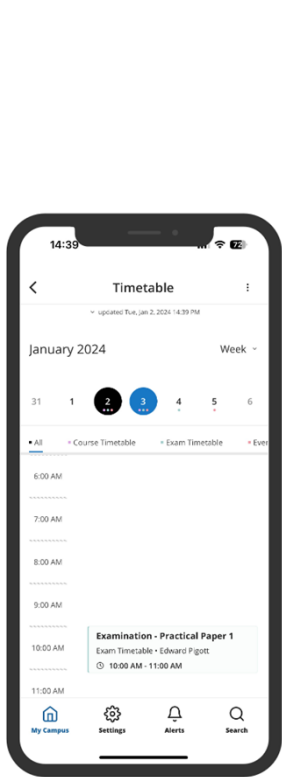 14:39
72
Timetable
updated Tue, Jan 2, 2024 14:39 PM
January 2024
Week
31 1 2 3 4 5 6
All Course Timetable Exam Timetable Ever
6:00 AM
7:00 AM
8:00 AM
9:00 AM
Examination - Practical Paper 1
10:00 AM
Exam Timetable • Edward Pigott
10:00 AM - 11:00 AM
11:00 AM
My Campus Settings Alerts Search